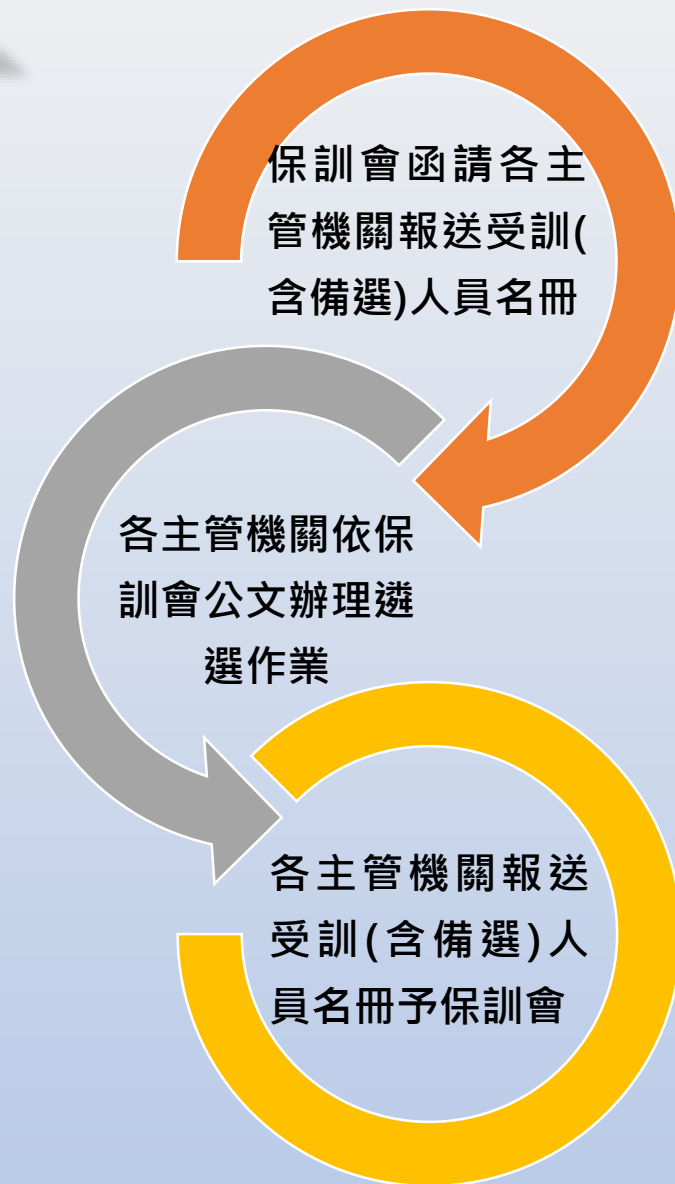 保訓會函請各主
管機關報送受訓(
含備選)人員名冊
各主管機關依保
訓會公文辦理遴
選作業
各主管機關報送
受訓(含備選)人
員名冊予保訓會